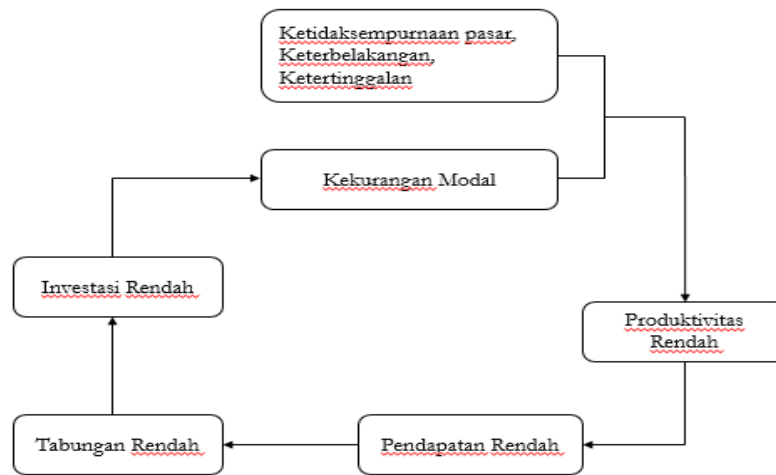 Ketidaksempurnaan pasar,
Keterbelakangan,
Ketertinggalan
Kekurangan Modal
Investasi Rendah
Produktivitas
Rendah
Tabungan Rendah
Pendapatan Rendah